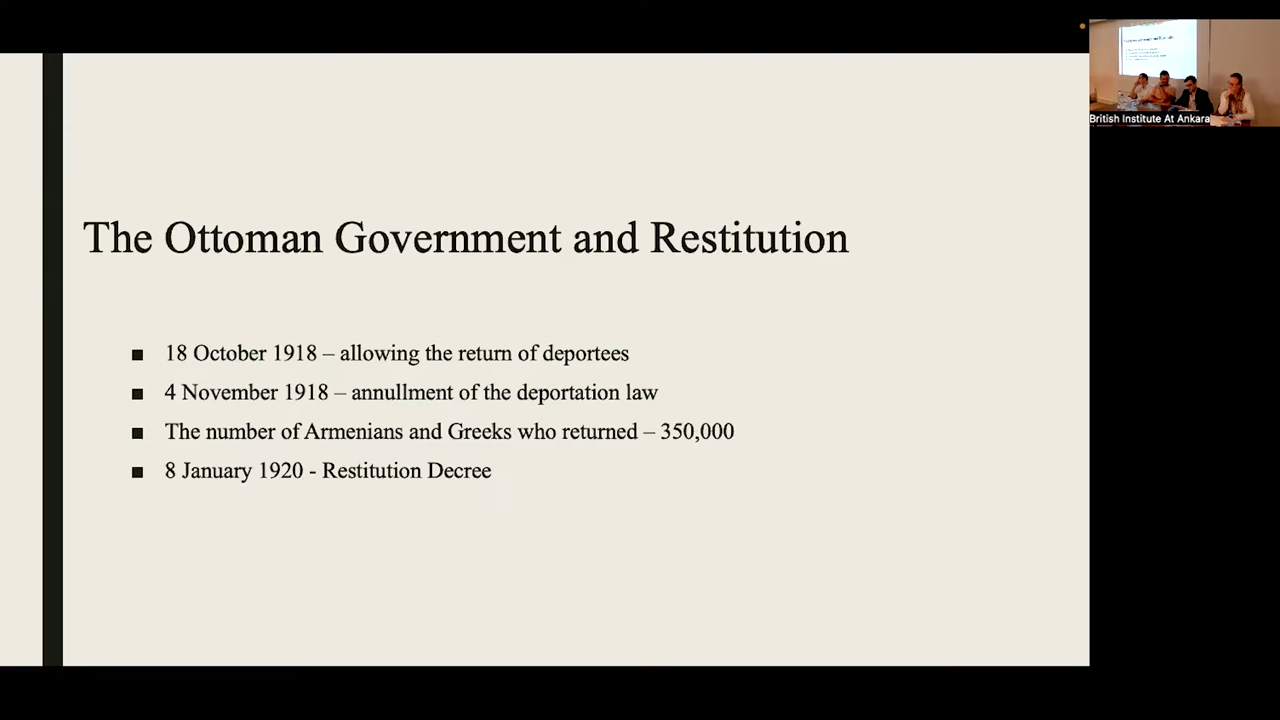 The Ottoman Government and Restitution
■ 18 October 1918 – allowing the return of deportees
■ 4 November 1918 – annullment of the deportation law
■ The number of Armenians and Greeks who returned – 350,000
■ 8 January 1920 - Restitution Decree
British Institute At Ankara